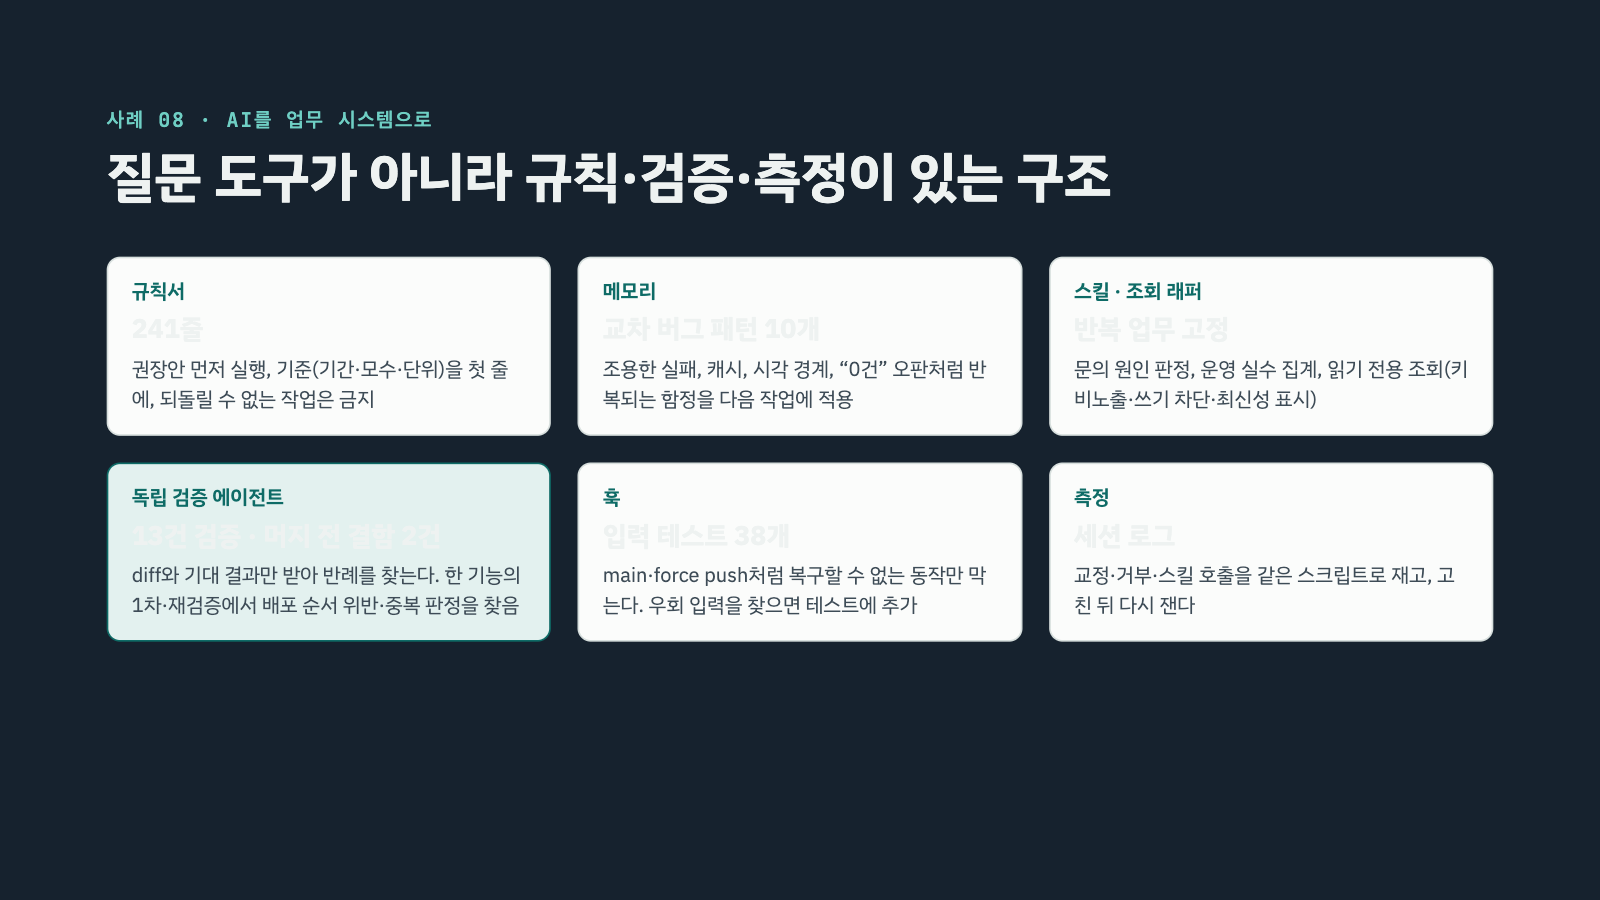 사례 08 · AI를 업무 시스템으로
질문 도구가 아니라 규칙·검증·측정이 있는 구조
규칙서
241줄
권장안 먼저 실행, 기준(기간·모수·단위)을 첫 줄
에, 되돌릴 수 없는 작업은 금지
메모리
교차 버그 패턴 10개
조용한 실패, 캐시, 시각 경계, “0건” 오판처럼 반
복되는 함정을 다음 작업에 적용
스킬 · 조회 래퍼
반복 업무 고정
문의 원인 판정, 운영 실수 집계, 읽기 전용 조회(키
비노출·쓰기 차단·최신성 표시)
독립 검증 에이전트
13건 검증 · 머지 전 결함 2건
diff와 기대 결과만 받아 반례를 찾는다. 한 기능의
1차·재검증에서 배포 순서 위반·중복 판정을 찾음
훅
입력 테스트 38개
main·force push처럼 복구할 수 없는 동작만 막
는다. 우회 입력을 찾으면 테스트에 추가
측정
세션 로그
교정·거부·스킬 호출을 같은 스크립트로 재고, 고
친 뒤 다시 잰다